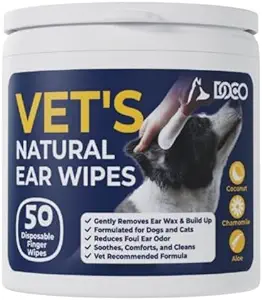 DOCO
VET'S
NATURAL
EAR WIPES
50
Disposable
Finger
Wipes
✓ Gently Removes Ear Wax & Build Up
✓ Formulated for Dogs and Cats
✓ Reduces Foul Ear Odor
✓ Soothes, Comforts, and Cleans
✓ Vet Recommended Formula
Coconut
Chamomile
Aloe